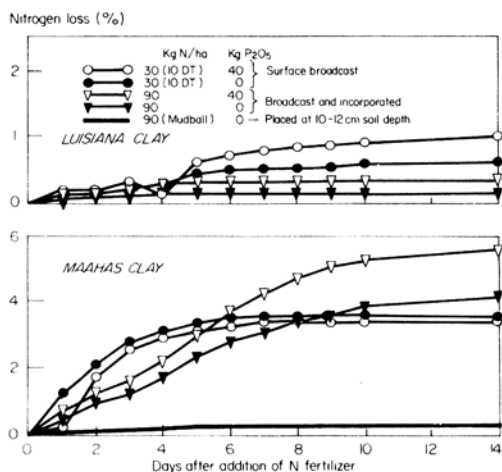 Nitrogen loss (%)
Kg N/ha Kg P2O5
30 (10 DT) 40
30 (10 DT) 0
Surface broadcast
90 40
90 0
Broadcast and incorporated
90 (Mudball) 0 – Placed at 10-12 cm soil depth
2
1
0
LUISIANA CLAY
6
4
2
0
MAAHAS CLAY
0 2 4 6 8 10 12 14
Days after addition of N fertilizer